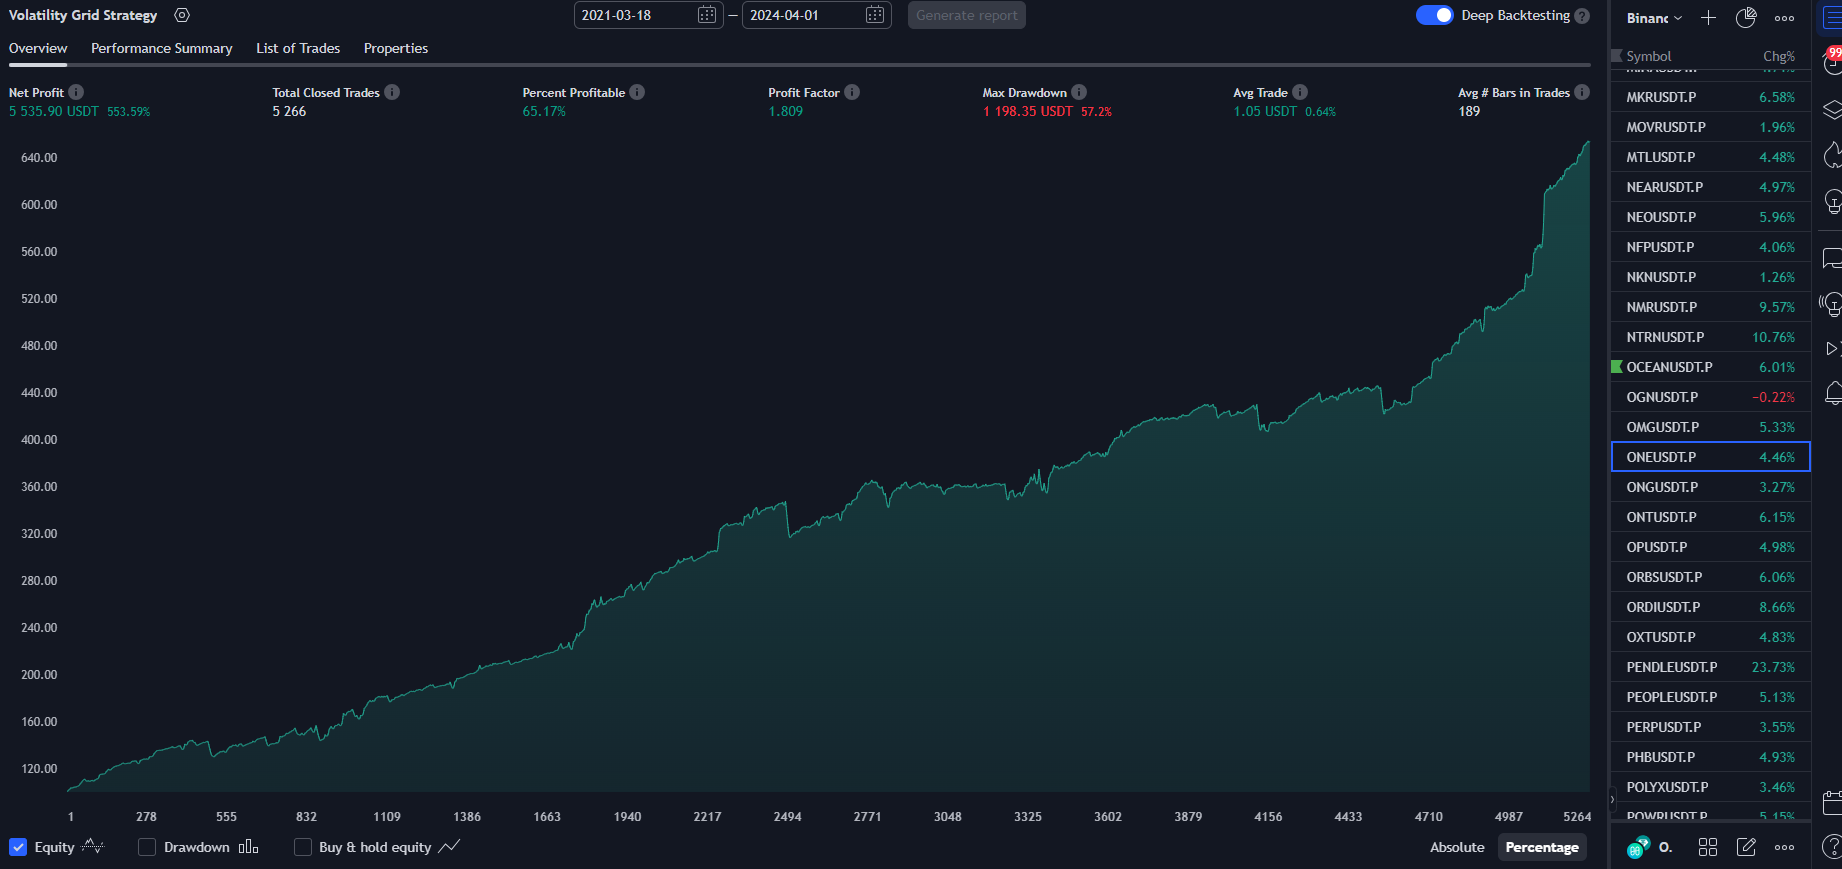 Volatility Grid Strategy
2021-03-18 — 2024-04-01 Generate report
Deep Backtesting ?
Overview Performance Summary List of Trades Properties
Net Profit
5 535.90 USDT 553.59%
Total Closed Trades
5 266
Percent Profitable
65.17%
Profit Factor
1.809
Max Drawdown
1 198.35 USDT 57.2%
Avg Trade
1.05 USDT 0.64%
Avg # Bars in Trades
189
640.00
600.00
560.00
520.00
480.00
440.00
400.00
360.00
320.00
280.00
240.00
200.00
160.00
120.00
1 278 555 832 1109 1386 1663 1940 2217 2494 2771 3048 3325 3602 3879 4156 4433 4710 4987 5264
Equity Drawdown Buy & hold equity
Absolute Percentage
Binanc
99
Symbol Chg%
MKRUSDT.P 6.58%
MOVRUSDT.P 1.96%
MTLUSDT.P 4.48%
NEARUSDT.P 4.97%
NEOUSDT.P 5.96%
NFPUSDT.P 4.06%
NKNUSDT.P 1.26%
NMRUSDT.P 9.57%
NTRNUSDT.P 10.76%
OCEANUSDT.P 6.01%
OGNUSDT.P −0.22%
OMGUSDT.P 5.33%
ONEUSDT.P 4.46%
ONGUSDT.P 3.27%
ONTUSDT.P 6.15%
OPUSDT.P 4.98%
ORBSUSDT.P 6.06%
ORDIUSDT.P 8.66%
OXTUSDT.P 4.83%
PENDLEUSDT.P 23.73%
PEOPLEUSDT.P 5.13%
PERPUSDT.P 3.55%
PHBUSDT.P 4.93%
POLYXUSDT.P 3.46%
POWRUSDT.P 5.15%
O.